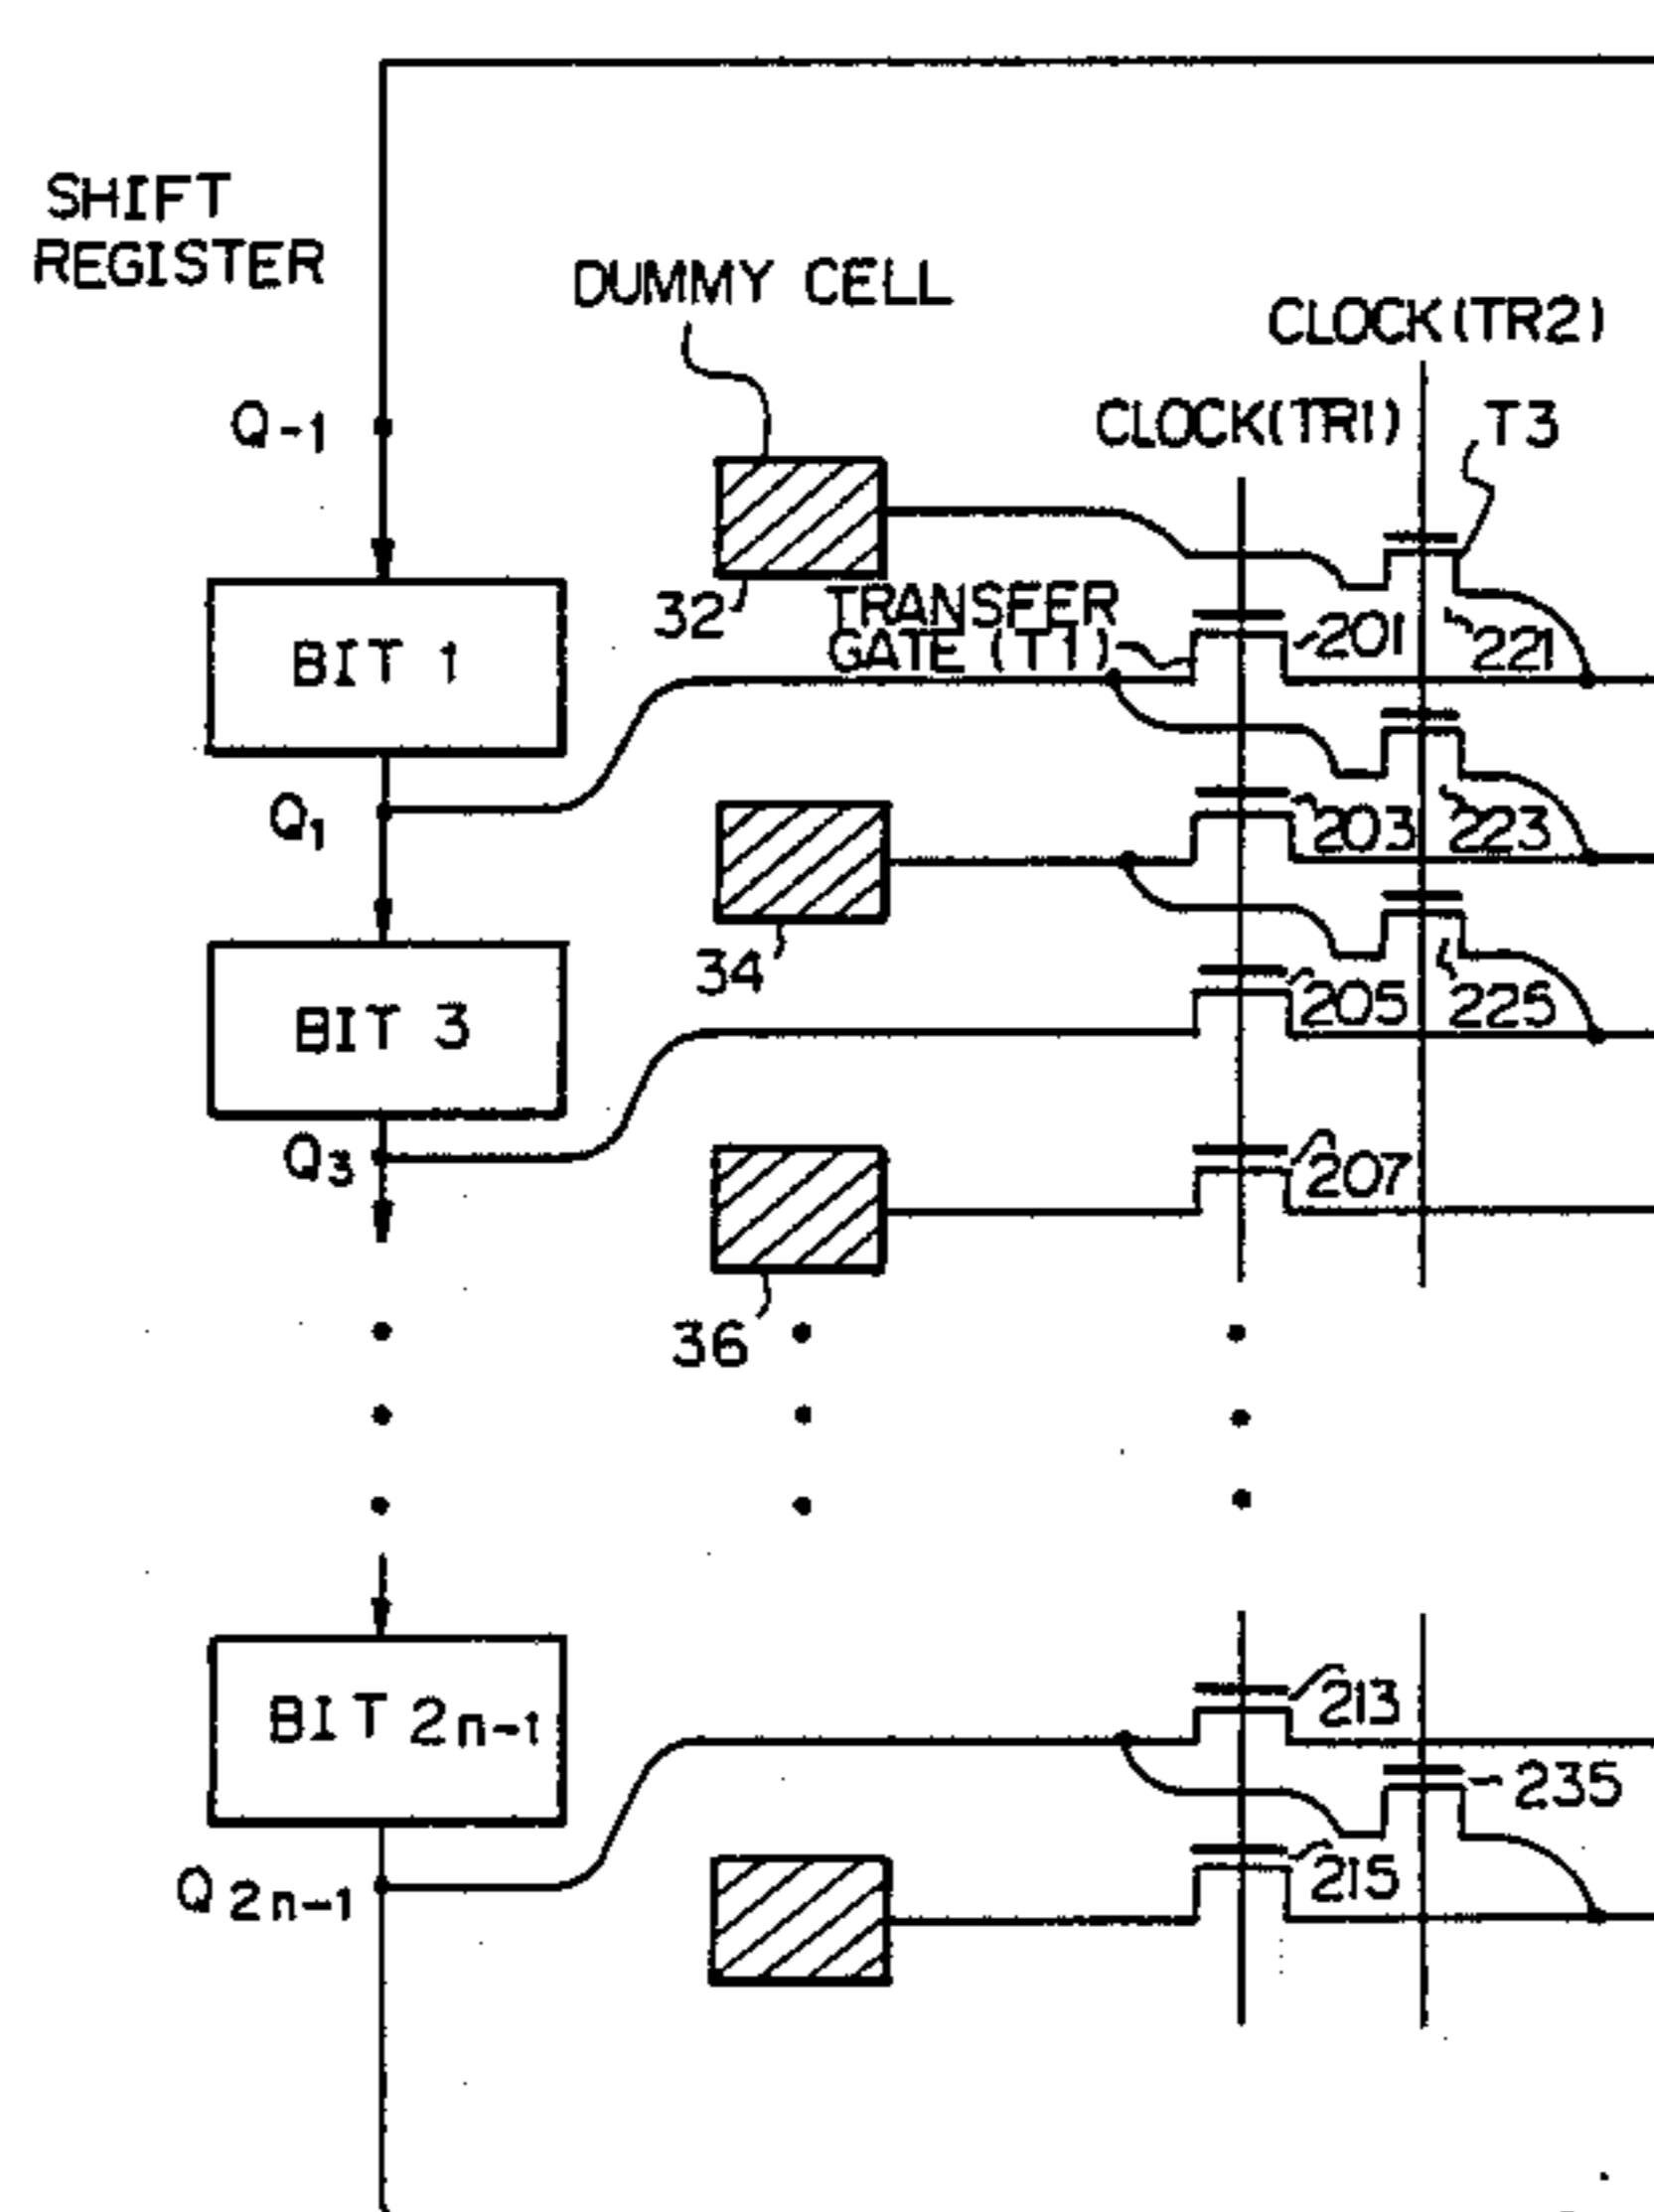 SHIFT
REGISTER
DUMMY CELL
CLOCK(TR2)
CLOCK(TR1)
T3
Q-1
32
TRANSFER
GATE (T1)
201
221
BIT 1
Q1
203
223
34
205
225
BIT 3
Q3
207
36
BIT 2n-1
213
235
215
Q2n-1